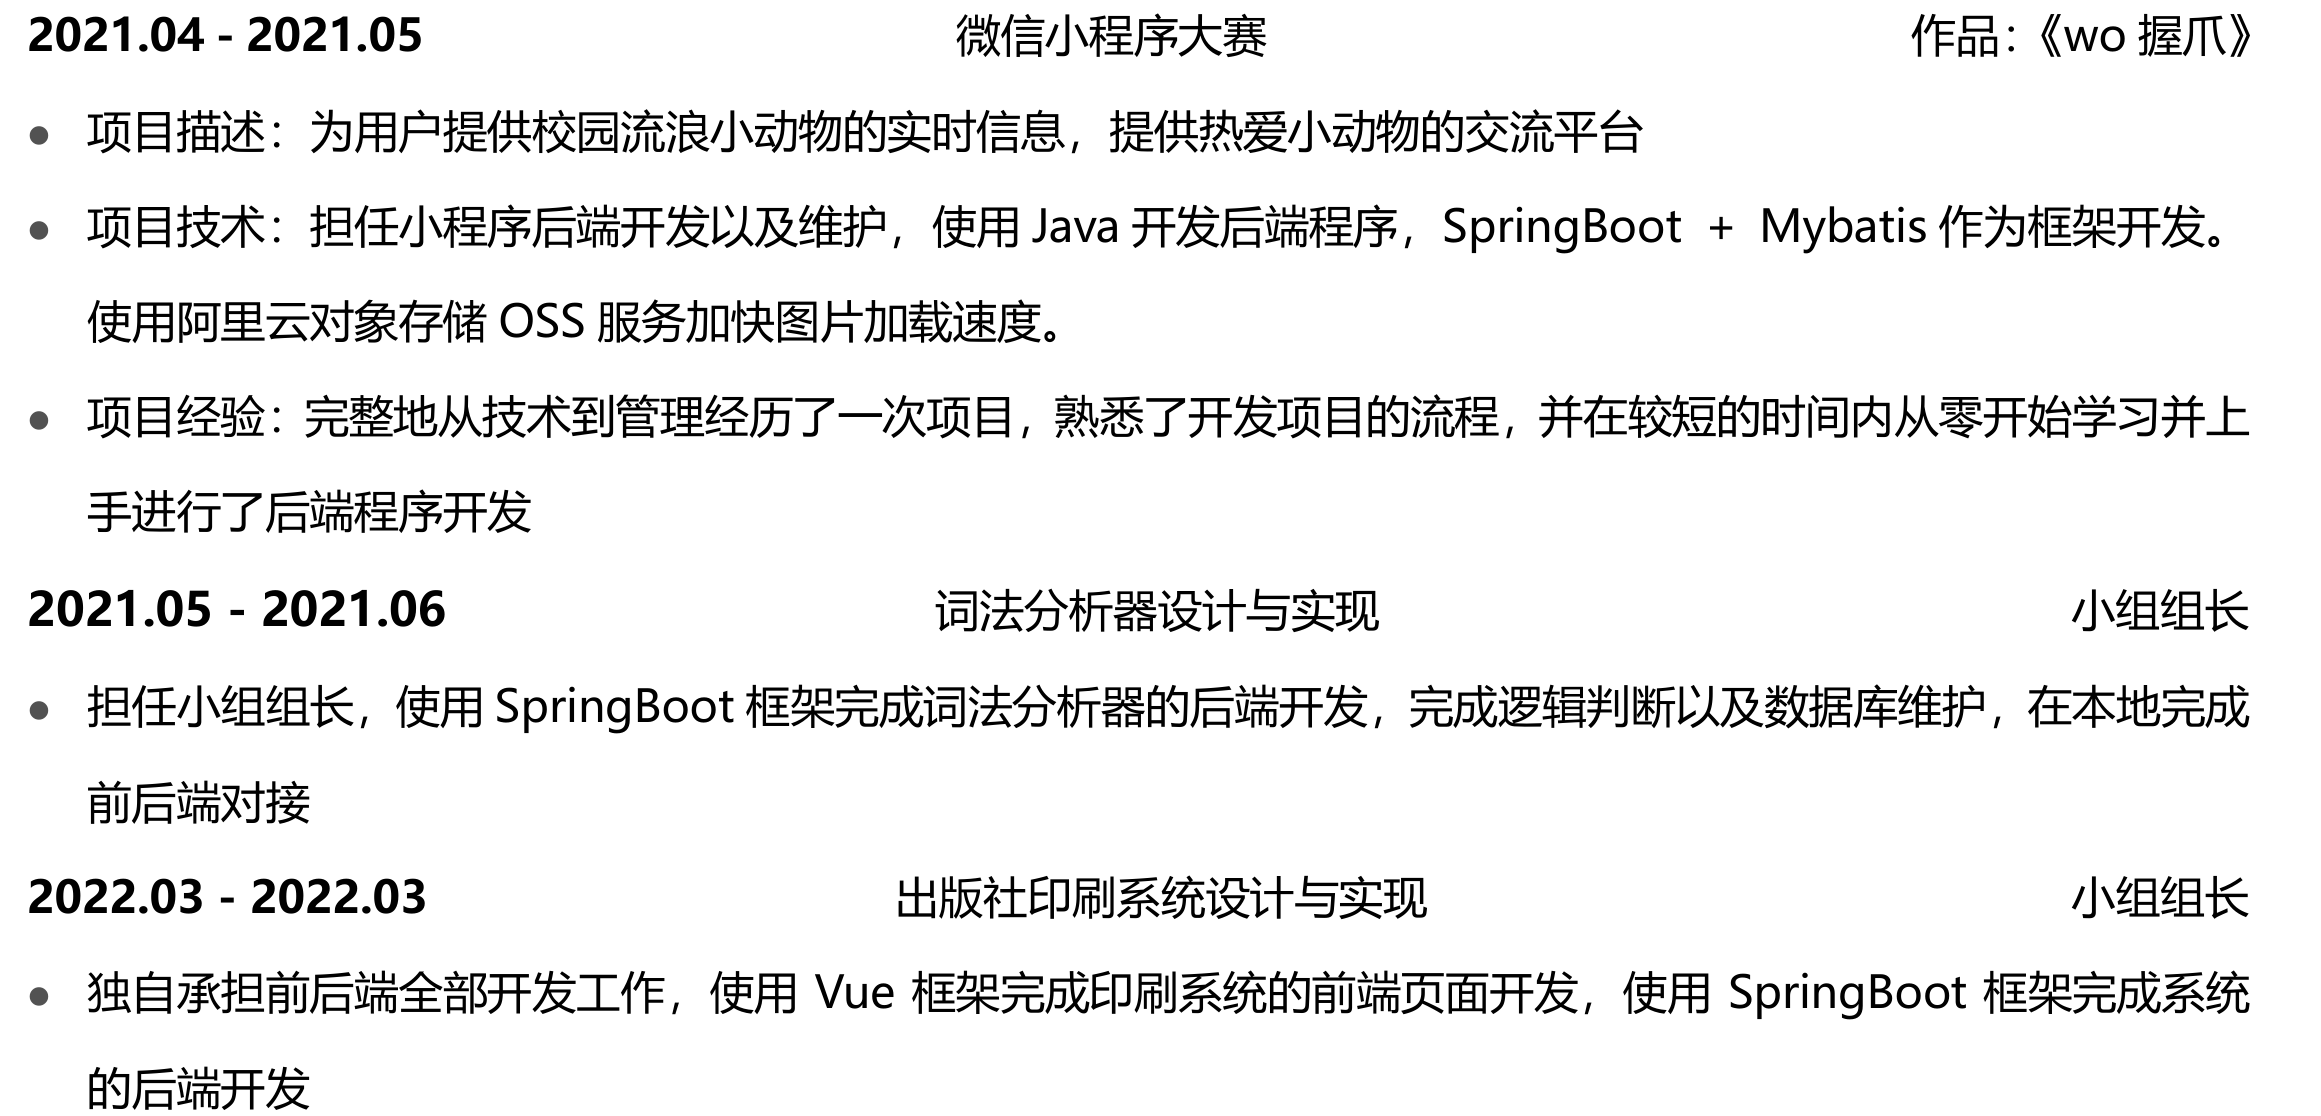 2021.04 - 2021.05 微信小程序大赛 作品：《wo 握爪》
● 项目描述：为用户提供校园流浪小动物的实时信息，提供热爱小动物的交流平台
● 项目技术：担任小程序后端开发以及维护，使用 Java 开发后端程序，SpringBoot + Mybatis 作为框架开发。
使用阿里云对象存储 OSS 服务加快图片加载速度。
● 项目经验：完整地从技术到管理经历了一次项目，熟悉了开发项目的流程，并在较短的时间内从零开始学习并上
手进行了后端程序开发
2021.05 - 2021.06 词法分析器设计与实现 小组组长
● 担任小组组长，使用 SpringBoot 框架完成词法分析器的后端开发，完成逻辑判断以及数据库维护，在本地完成
前后端对接
2022.03 - 2022.03 出版社印刷系统设计与实现 小组组长
● 独自承担前后端全部开发工作，使用 Vue 框架完成印刷系统的前端页面开发，使用 SpringBoot 框架完成系统
的后端开发